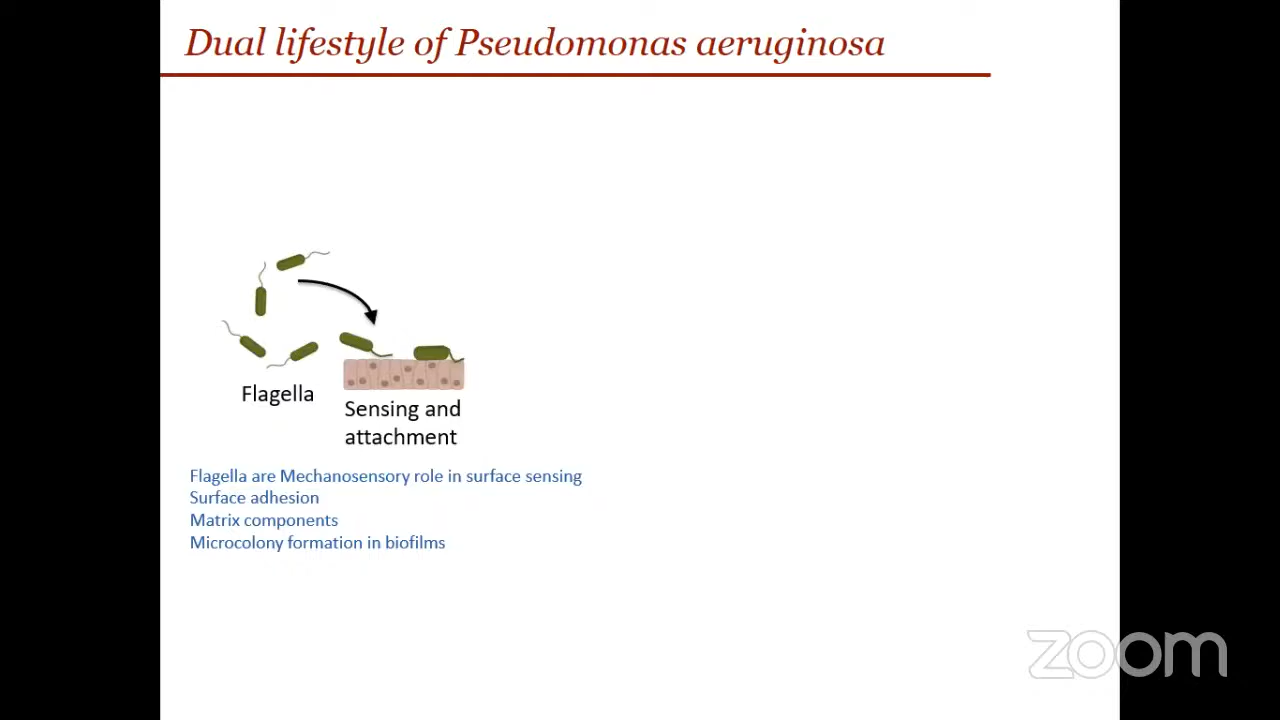 Dual lifestyle of Pseudomonas aeruginosa
Flagella
Sensing and
attachment
Flagella are Mechanosensory role in surface sensing
Surface adhesion
Matrix components
Microcolony formation in biofilms
zoom